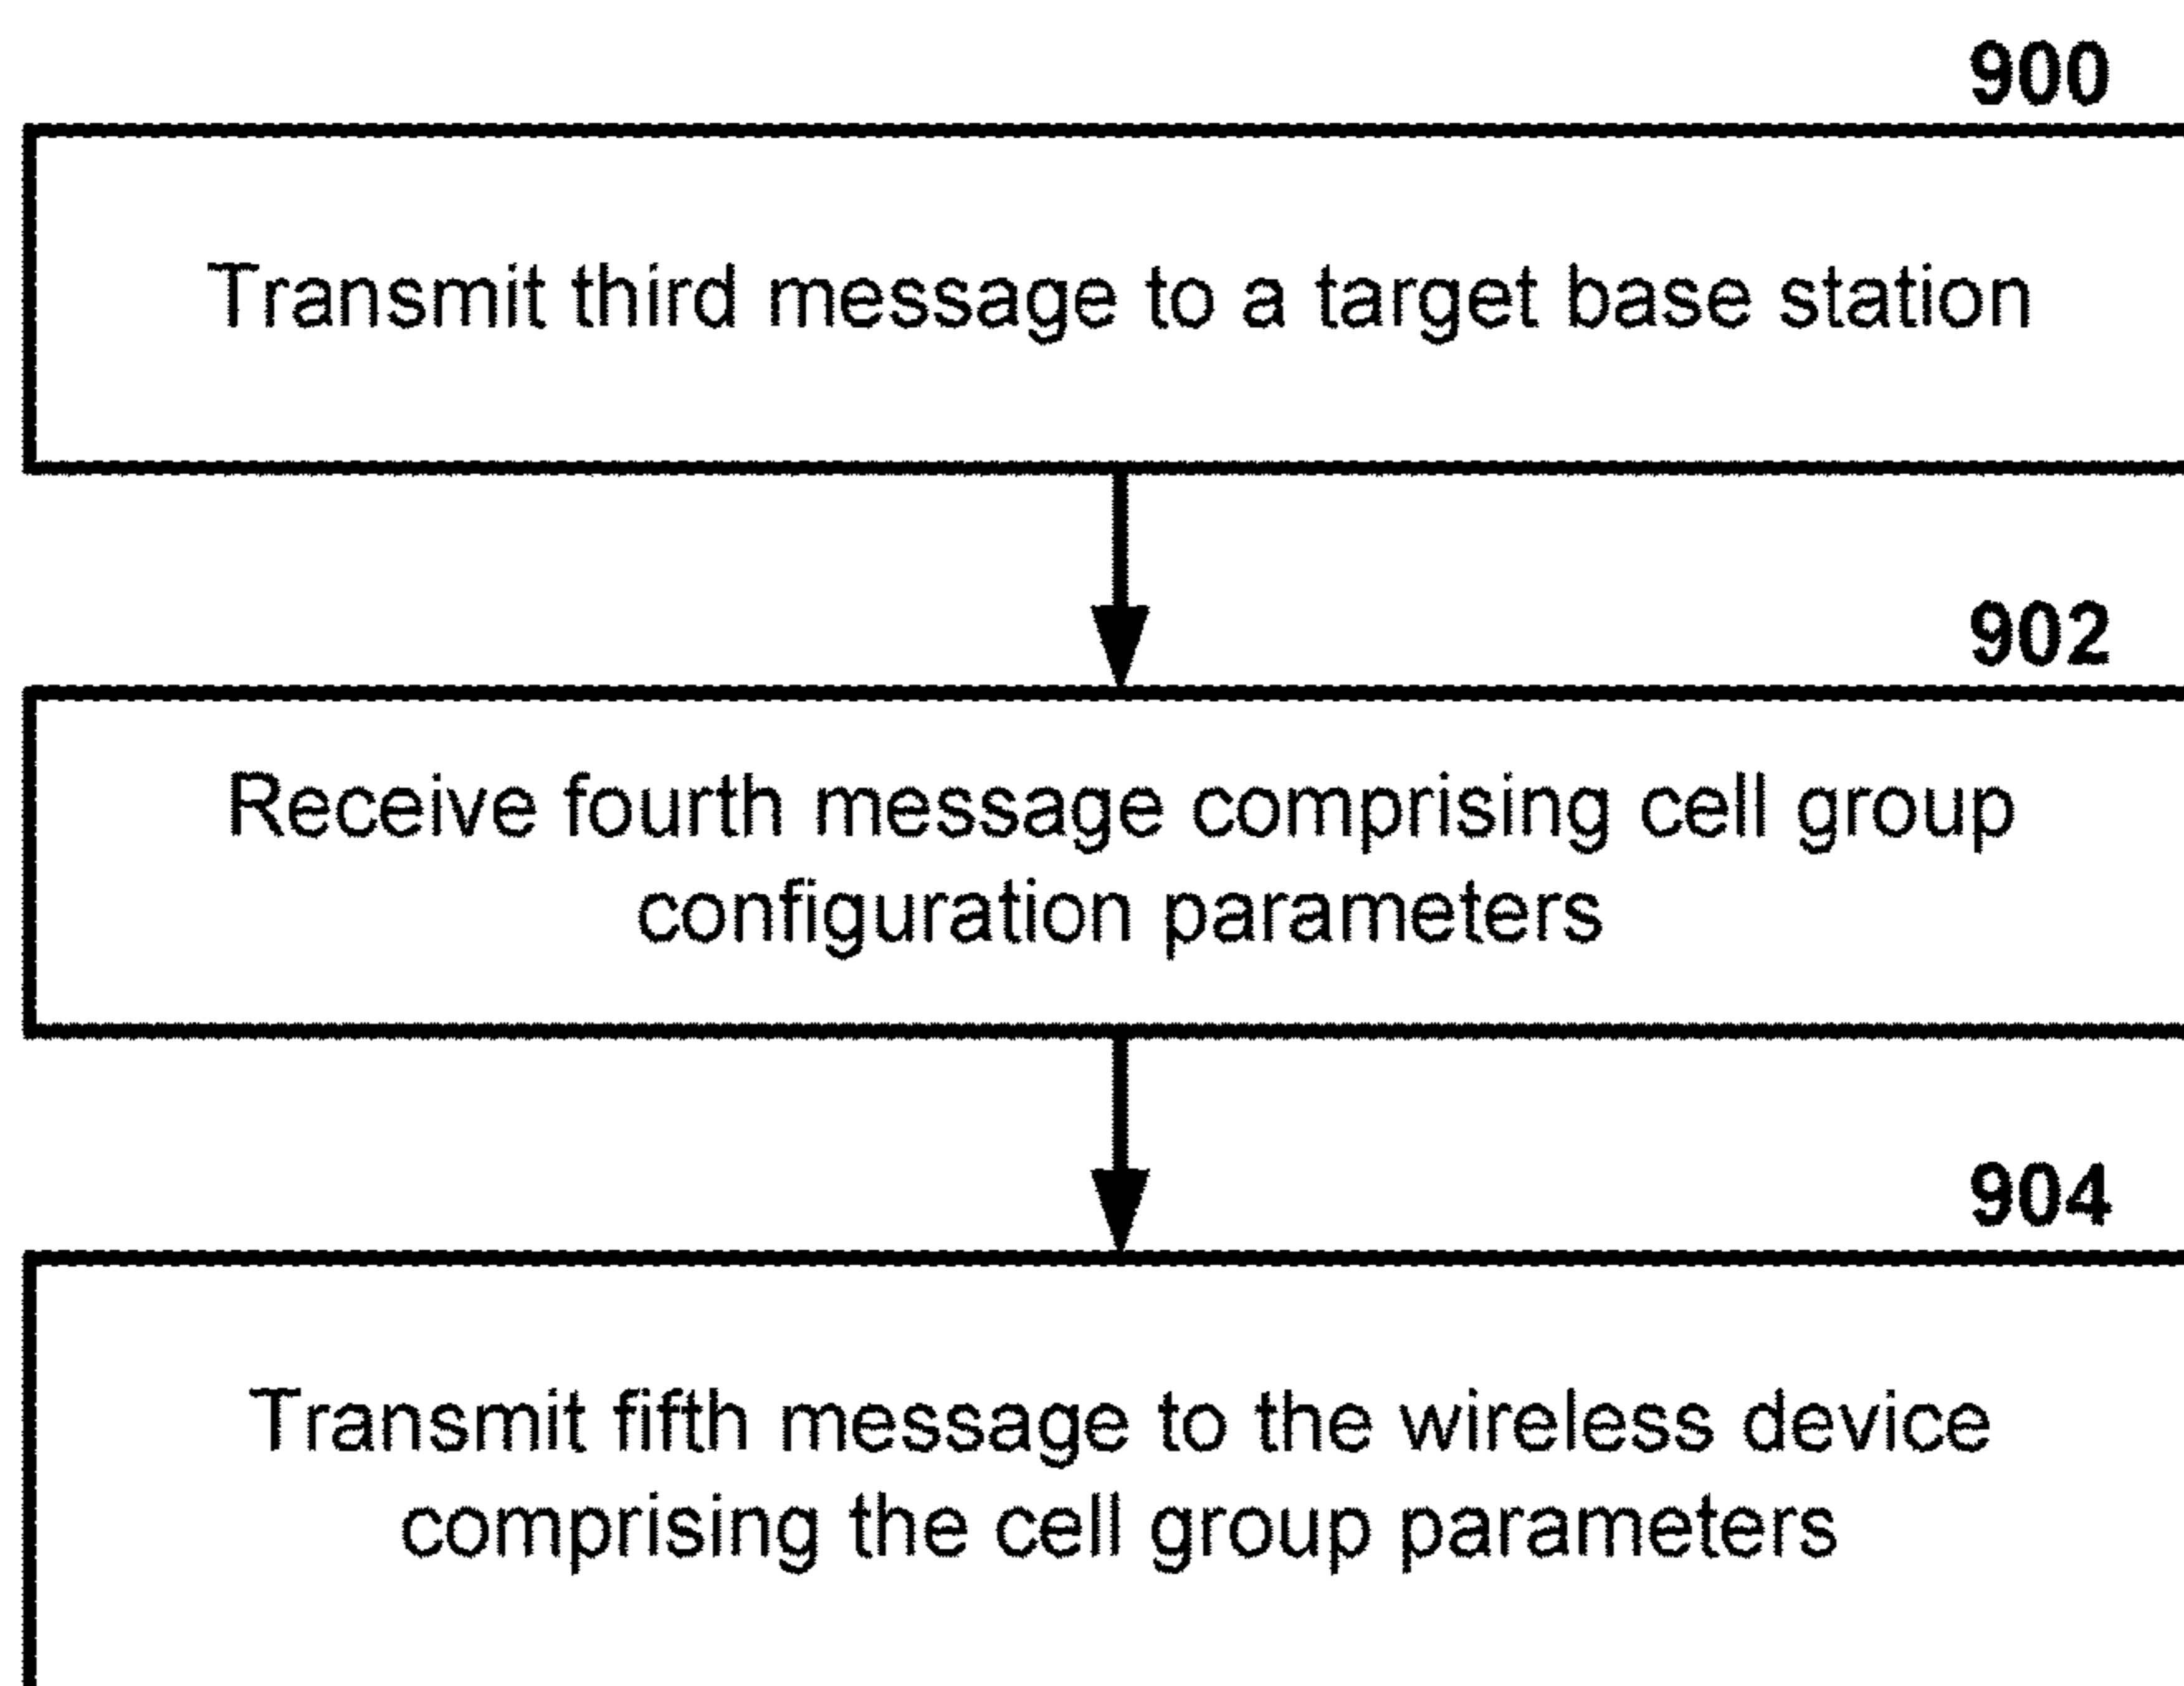 900
Transmit third message to a target base station
902
Receive fourth message comprising cell group
configuration parameters
904
Transmit fifth message to the wireless device
comprising the cell group parameters